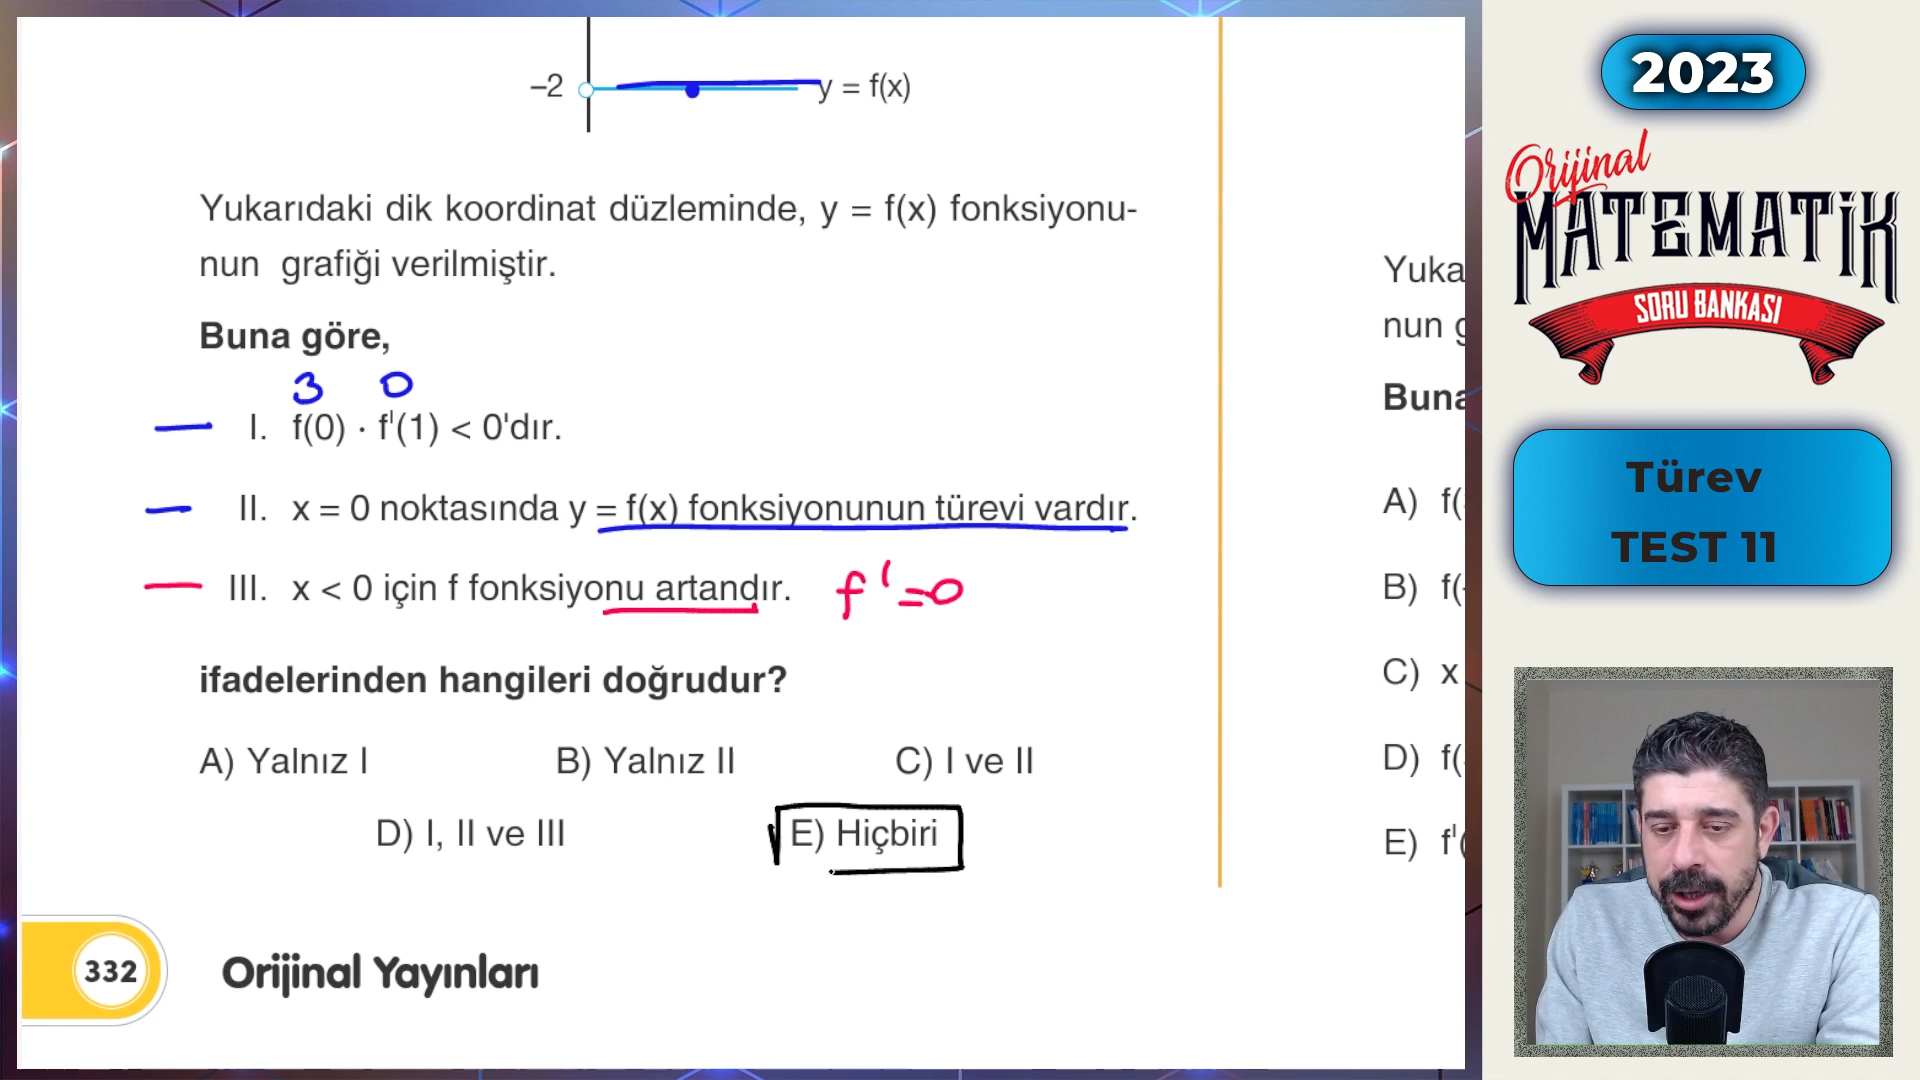 −2
y = f(x)
Yukarıdaki dik koordinat düzleminde, y = f(x) fonksiyonu-
nun grafiği verilmiştir.
Buna göre,
3 0
I. f(0) · f'(1) < 0'dır.
II. x = 0 noktasında y = f(x) fonksiyonunun türevi vardır.
III. x < 0 için f fonksiyonu artandır. f' = 0
ifadelerinden hangileri doğrudur?
A) Yalnız I B) Yalnız II C) I ve II
D) I, II ve III E) Hiçbiri
332 Orijinal Yayınları
Yuka
nun g
Buna
A) f(
B) f(
C) x
D) f(
E) f'(
2023
Orijinal
MATEMATİK
SORU BANKASI
Türev
TEST 11